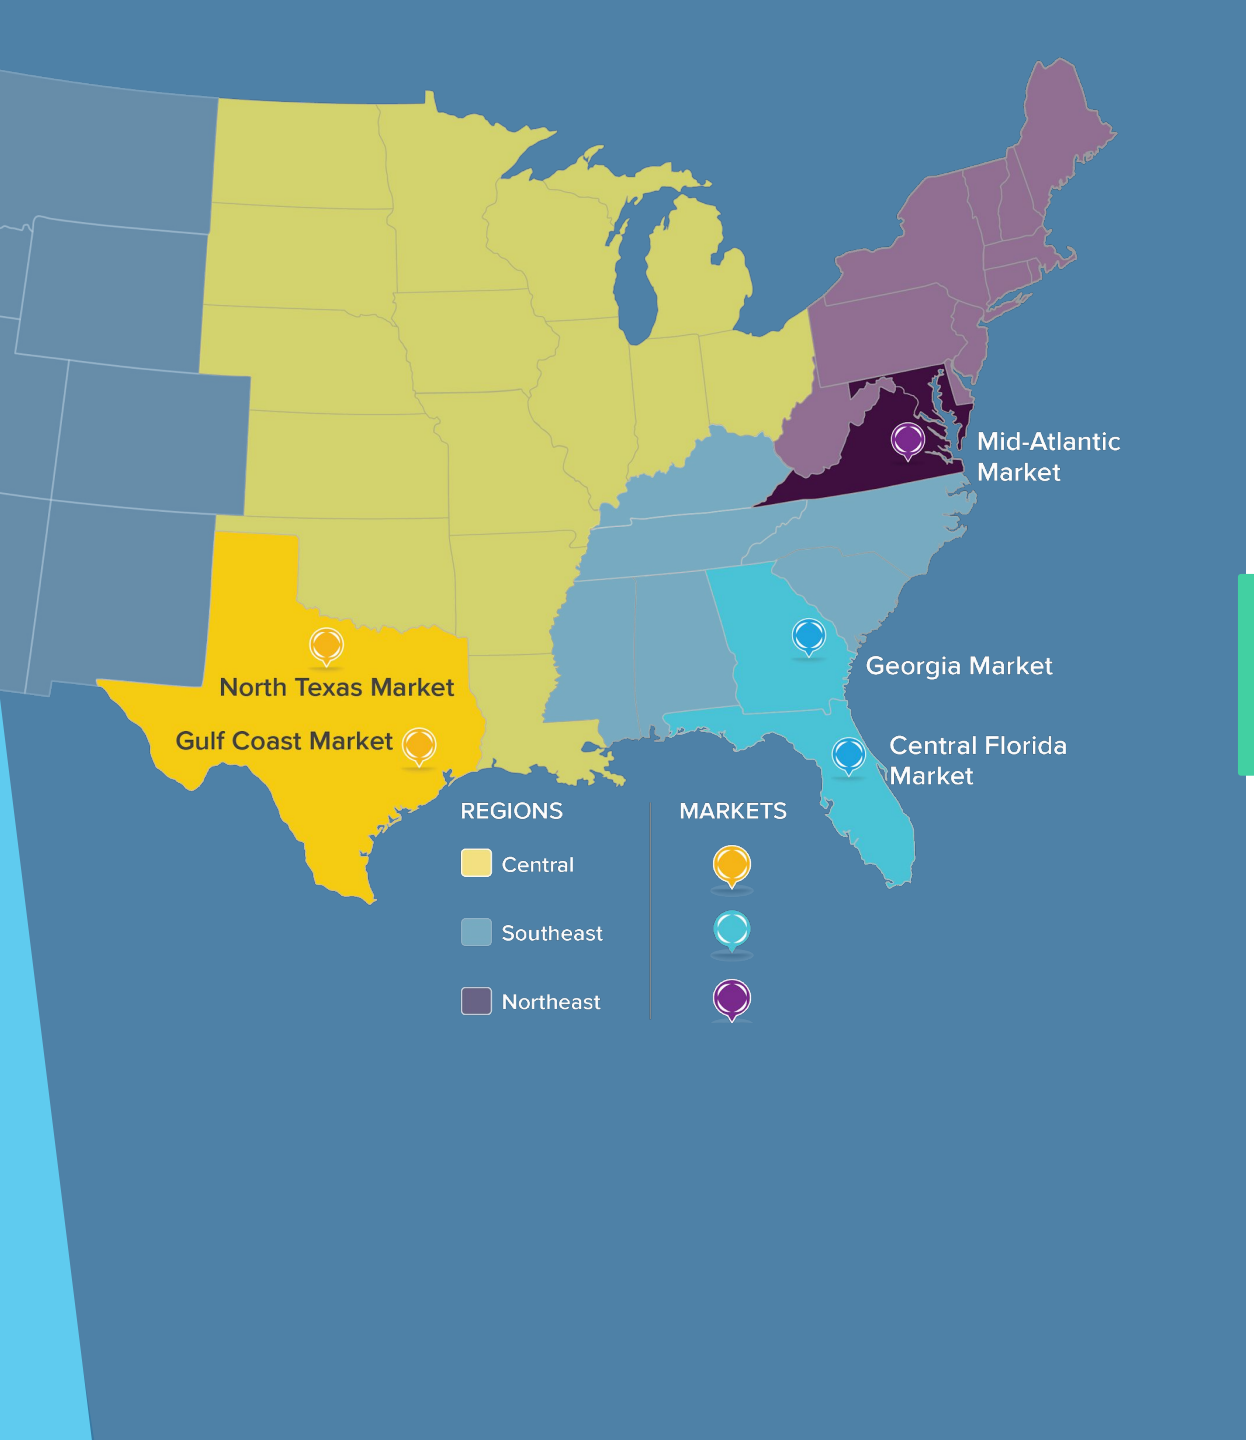 Mid-Atlantic
Market
Georgia Market
North Texas Market
Gulf Coast Market
Central Florida
Market
REGIONS
MARKETS
Central
Southeast
Northeast